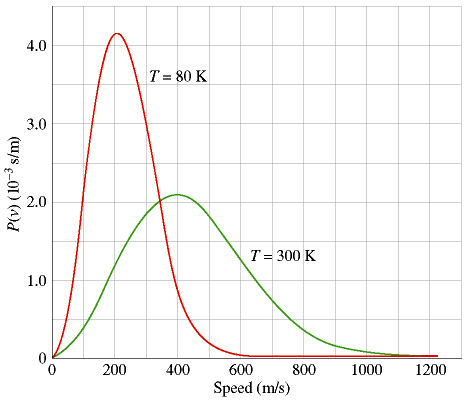 4.0
T = 80 K
3.0
P(v) (10⁻³ s/m)
2.0
T = 300 K
1.0
0
0 200 400 600 800 1000 1200
Speed (m/s)